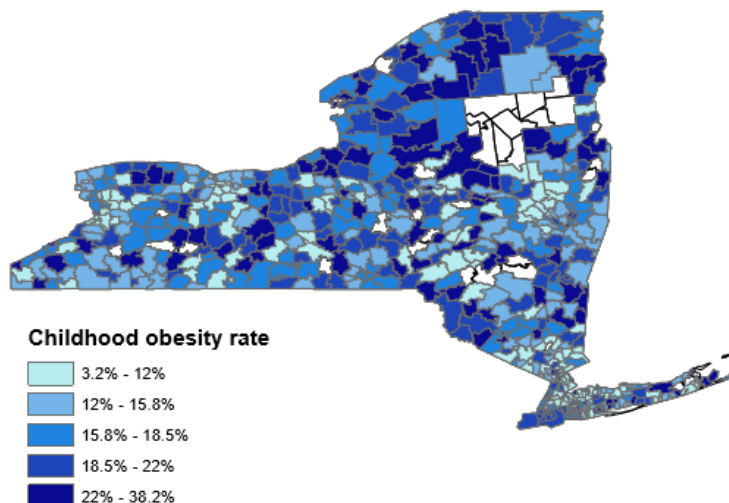 Childhood obesity rate
3.2% - 12%
12% - 15.8%
15.8% - 18.5%
18.5% - 22%
22% - 38.2%